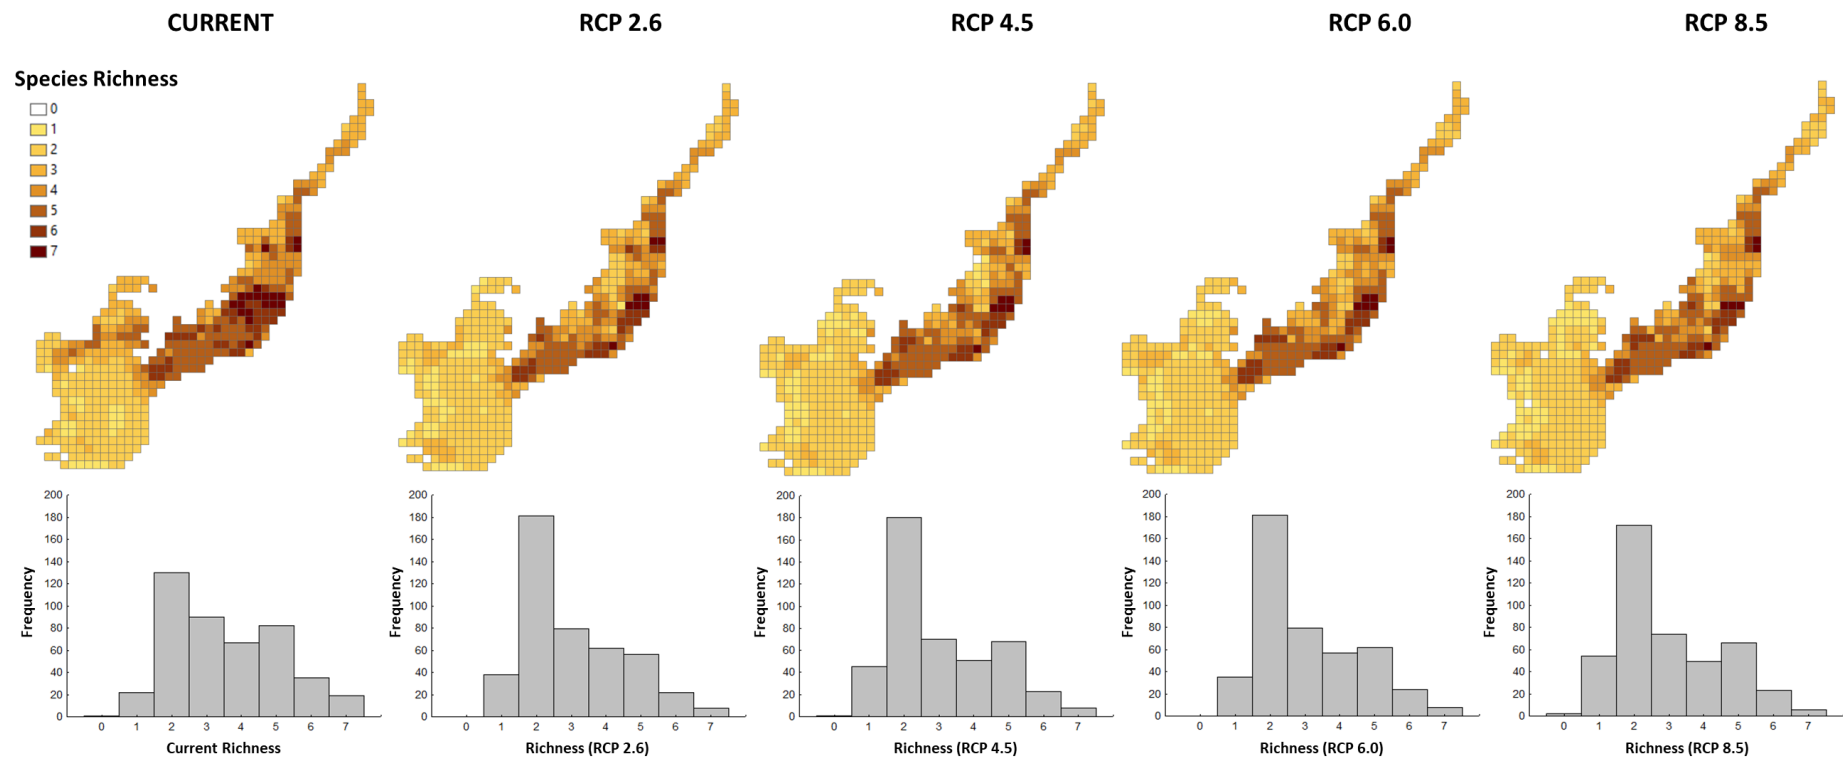 CURRENT RCP 2.6 RCP 4.5 RCP 6.0 RCP 8.5
Species Richness
0
1
2
3
4
5
6
7
200 200 200 200 200
180 180 180 180 180
160 160 160 160 160
140 140 140 140 140
120 120 120 120 120
100 100 100 100 100
80 80 80 80 80
60 60 60 60 60
40 40 40 40 40
20 20 20 20 20
0 0 0 0 0
Frequency Frequency Frequency Frequency Frequency
0 1 2 3 4 5 6 7 0 1 2 3 4 5 6 7 0 1 2 3 4 5 6 7 0 1 2 3 4 5 6 7 0 1 2 3 4 5 6 7
Current Richness Richness (RCP 2.6) Richness (RCP 4.5) Richness (RCP 6.0) Richness (RCP 8.5)